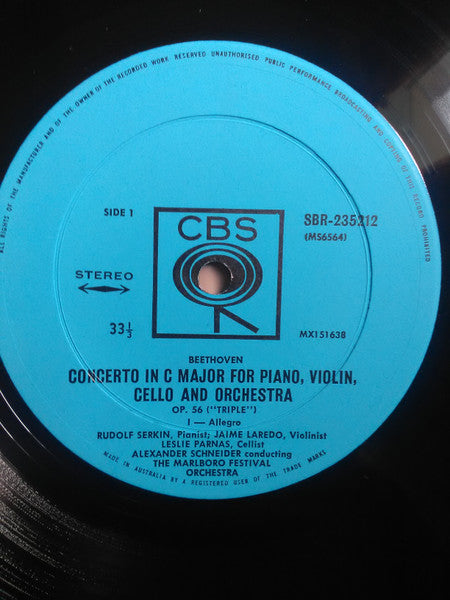 ALL RIGHTS OF THE MANUFACTURER AND OF THE OWNER OF THE RECORDED WORK RESERVED UNAUTHORISED PUBLIC PERFORMANCE BROADCASTING AND COPYING OF THIS RECORD PROHIBITED
SIDE 1
CBS
SBR-235212
(MS6564)
STEREO
33⅓
MX151638
BEETHOVEN
CONCERTO IN C MAJOR FOR PIANO, VIOLIN,
CELLO AND ORCHESTRA
OP. 56 ("TRIPLE")
I — Allegro
RUDOLF SERKIN, Pianist; JAIME LAREDO, Violinist
LESLIE PARNAS, Cellist
ALEXANDER SCHNEIDER conducting
THE MARLBORO FESTIVAL
ORCHESTRA
MADE IN AUSTRALIA BY A REGISTERED USER OF THE TRADE MARKS